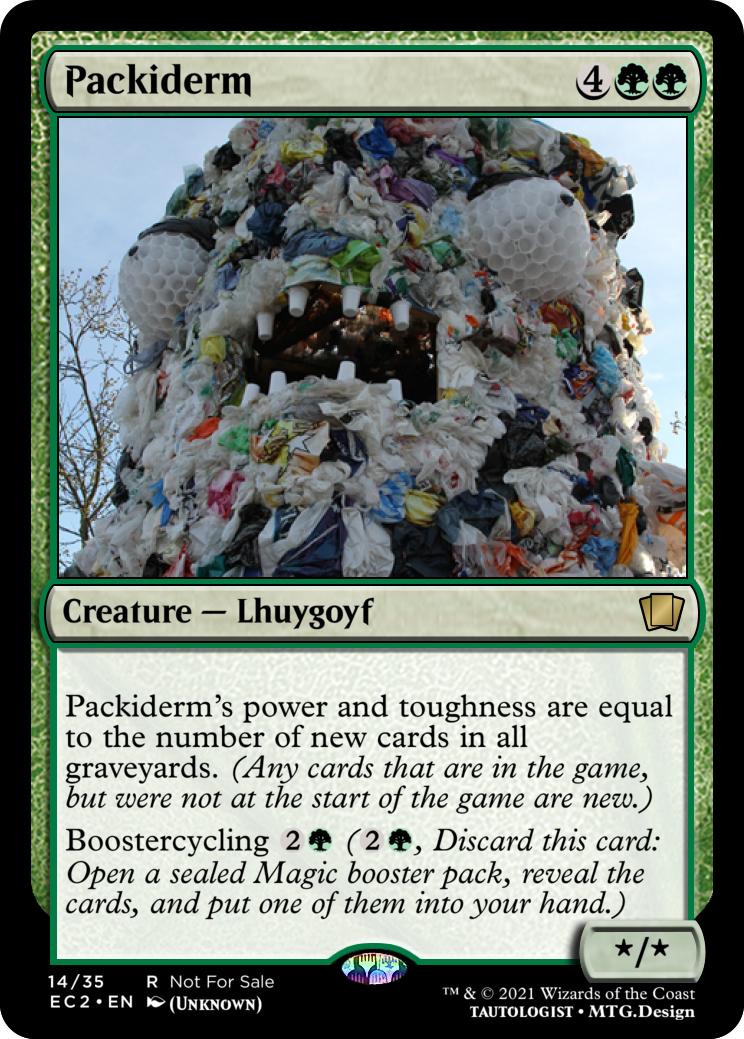 Packiderm 4
Creature — Lhuygoyf
Packiderm's power and toughness are equal
to the number of new cards in all
graveyards. (Any cards that are in the game,
but were not at the start of the game are new.)
Boostercycling 2 (2, Discard this card:
Open a sealed Magic booster pack, reveal the
cards, and put one of them into your hand.)
★/★
14/35 R Not For Sale
EC2 • EN (Unknown)
™ & © 2021 Wizards of the Coast
TAUTOLOGIST • MTG.Design